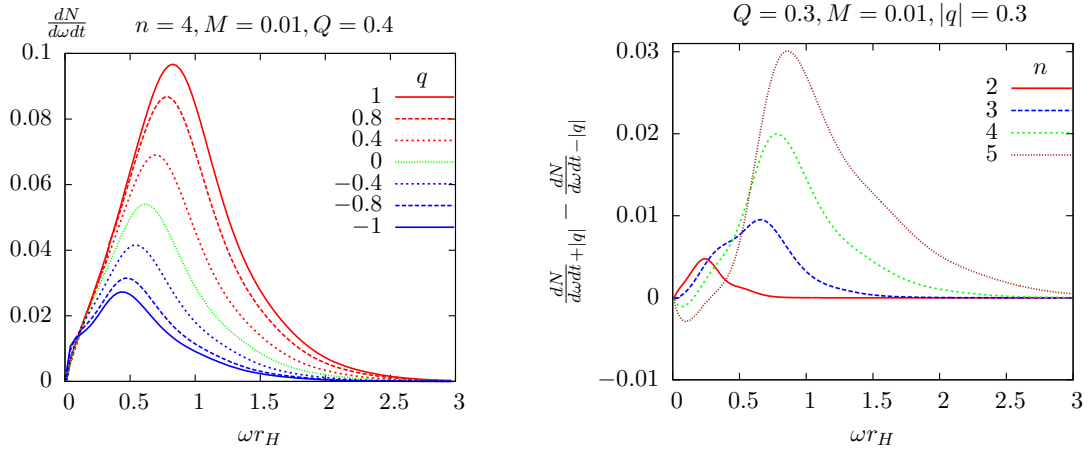 dN/dωdt n = 4, M = 0.01, Q = 0.4
0.1
0.08
0.06
0.04
0.02
0
q
1
0.8
0.4
0
−0.4
−0.8
−1
0 0.5 1 1.5 2 2.5 3
ωr_H
Q = 0.3, M = 0.01, |q| = 0.3
dN/dωdt +|q| − dN/dωdt −|q|
0.03
0.02
0.01
0
−0.01
n
2
3
4
5
0 0.5 1 1.5 2 2.5 3
ωr_H